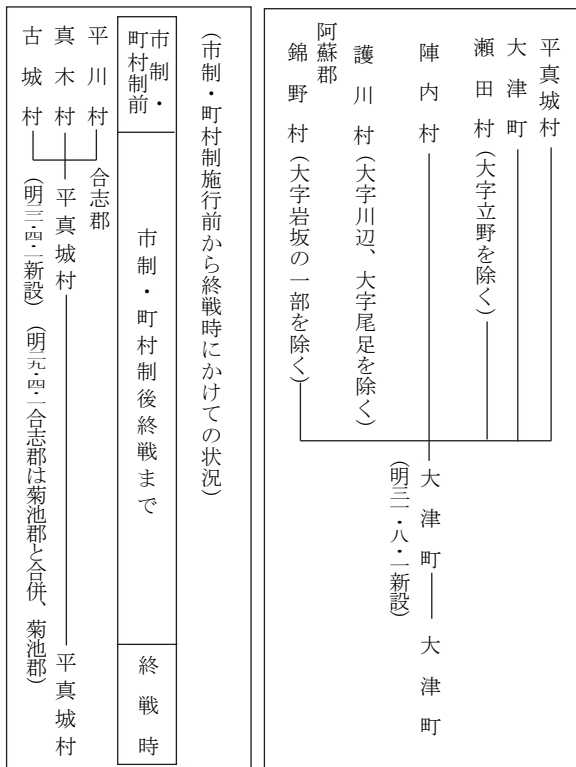 平真城村
大津町
瀬田村(大字立野を除く)
陣内村
護川村(大字川辺、大字尾足を除く)
阿蘇郡
錦野村(大字岩坂の一部を除く)
大津町
大津町
(明三一・八・一新設)
(市制・町村制施行前から終戦時にかけての状況)
市制・
町村制前
市制・町村制後終戦まで
終戦時
合志郡
平川村
真木村
古城村
平真城村
平真城村
(明二二・四・一新設)
(明二九・四・一合志郡は菊池郡と合併、菊池郡)